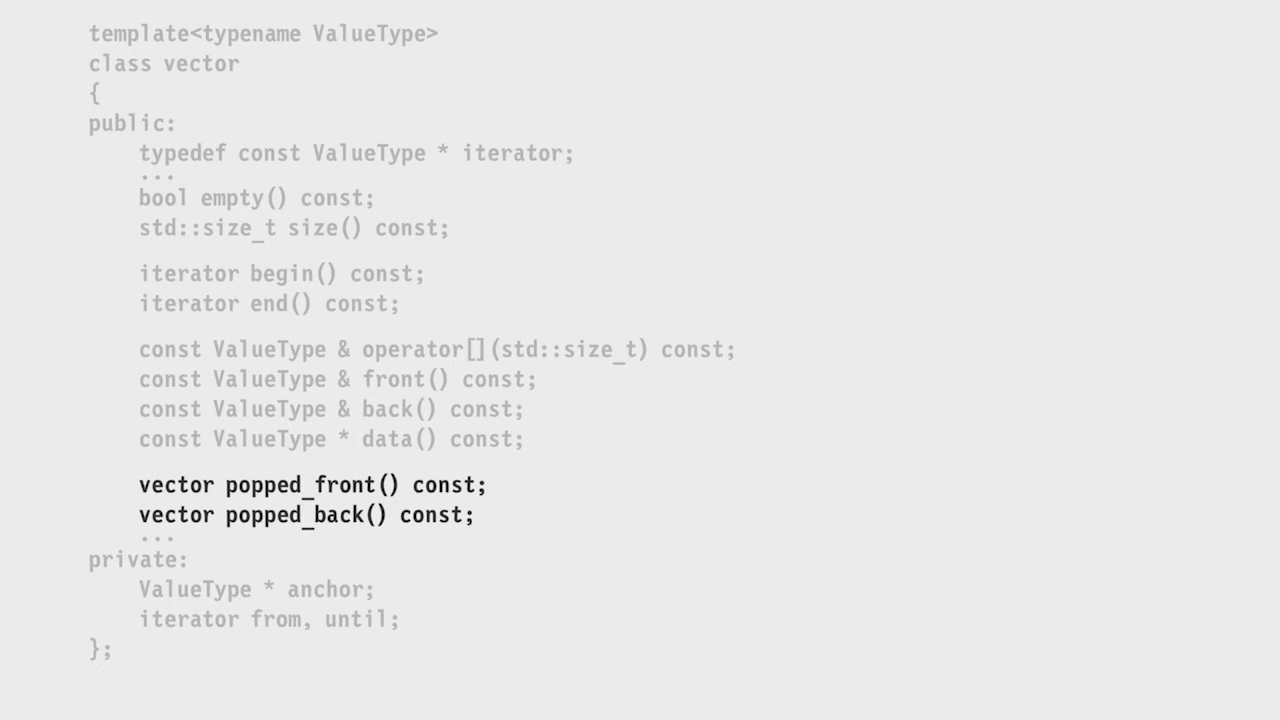 template<typename ValueType>
class vector
{
public:
    typedef const ValueType * iterator;
    ...
    bool empty() const;
    std::size_t size() const;
    iterator begin() const;
    iterator end() const;
    const ValueType & operator[](std::size_t) const;
    const ValueType & front() const;
    const ValueType & back() const;
    const ValueType * data() const;
    vector popped_front() const;
    vector popped_back() const;
    ...
private:
    ValueType * anchor;
    iterator from, until;
};